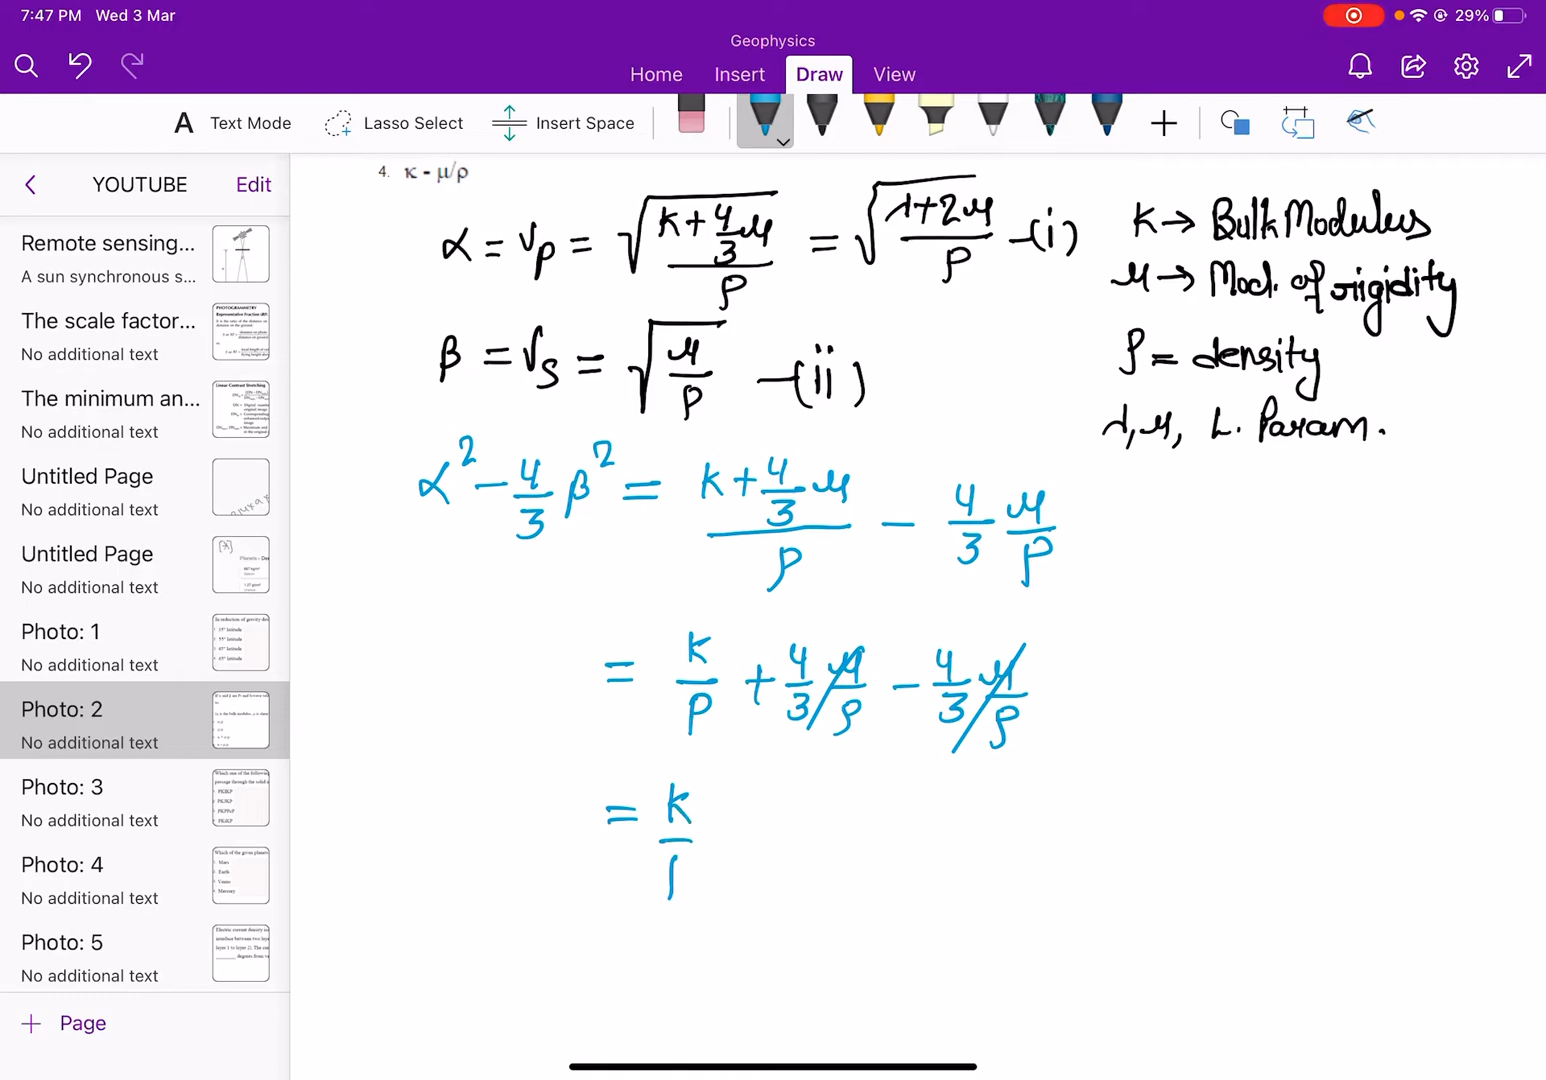 7:47 PM Wed 3 Mar
29%
Geophysics
Home Insert Draw View
Text Mode Lasso Select Insert Space
YOUTUBE Edit
Remote sensing...
A sun synchronous s...
The scale factor...
No additional text
The minimum an...
No additional text
Untitled Page
No additional text
Untitled Page
No additional text
Photo: 1
No additional text
Photo: 2
No additional text
Photo: 3
No additional text
Photo: 4
No additional text
Photo: 5
No additional text
+ Page
4. κ - μ/ρ
α = Vp = √((k + 4/3 μ)/ρ) = √((λ + 2μ)/ρ) -(i)
β = Vs = √(μ/ρ) -(ii)
k → Bulk Modulus
μ → Mod. of rigidity
ρ = density
λ, μ, L. Param.
α² - 4/3 β² = (k + 4/3 μ)/ρ - 4/3 μ/ρ
= k/ρ + 4/3 μ/ρ - 4/3 μ/ρ
= k/